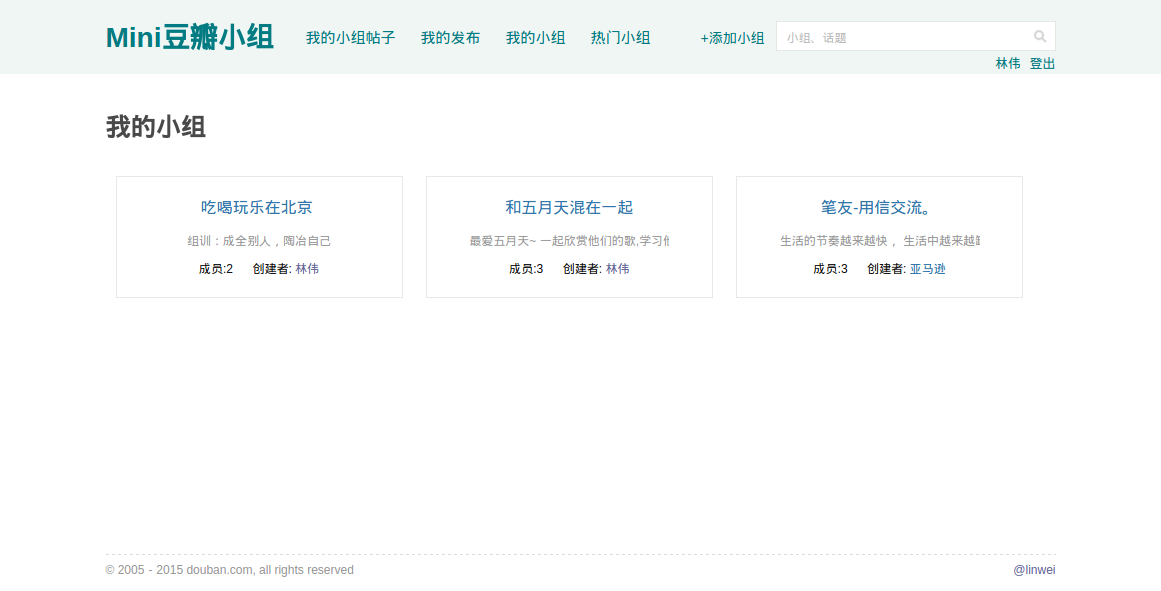 Mini豆瓣小组 我的小组帖子 我的发布 我的小组 热门小组 +添加小组 小组、话题
林伟 登出
我的小组
吃喝玩乐在北京
组训：成全别人，陶冶自己
成员:2 创建者: 林伟
和五月天混在一起
最爱五月天~ 一起欣赏他们的歌,学习
成员:3 创建者: 林伟
笔友-用信交流。
生活的节奏越来越快， 生活中越来越
成员:3 创建者: 亚马逊
© 2005 - 2015 douban.com, all rights reserved @linwei